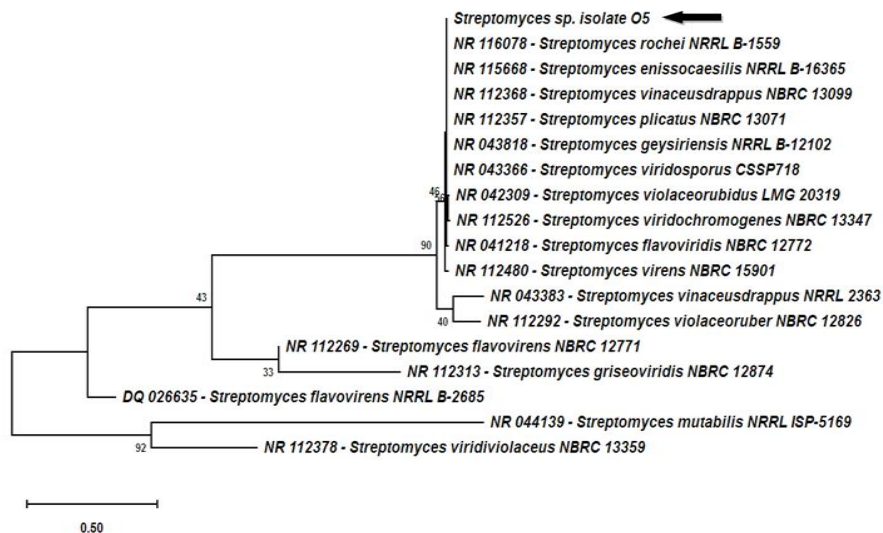 Streptomyces sp. isolate O5
NR 116078 - Streptomyces rochei NRRL B-1559
NR 115668 - Streptomyces enissocaesilis NRRL B-16365
NR 112368 - Streptomyces vinaceusdrappus NBRC 13099
NR 112357 - Streptomyces plicatus NBRC 13071
NR 043818 - Streptomyces geysiriensis NRRL B-12102
NR 043366 - Streptomyces viridosporus CSSP718
46
56
NR 042309 - Streptomyces violaceorubidus LMG 20319
NR 112526 - Streptomyces viridochromogenes NBRC 13347
90
NR 041218 - Streptomyces flavoviridis NBRC 12772
NR 112480 - Streptomyces virens NBRC 15901
43
NR 043383 - Streptomyces vinaceusdrappus NRRL 2363
40
NR 112292 - Streptomyces violaceoruber NBRC 12826
NR 112269 - Streptomyces flavovirens NBRC 12771
33
NR 112313 - Streptomyces griseoviridis NBRC 12874
DQ 026635 - Streptomyces flavovirens NRRL B-2685
NR 044139 - Streptomyces mutabilis NRRL ISP-5169
92
NR 112378 - Streptomyces viridiviolaceus NBRC 13359
0.50